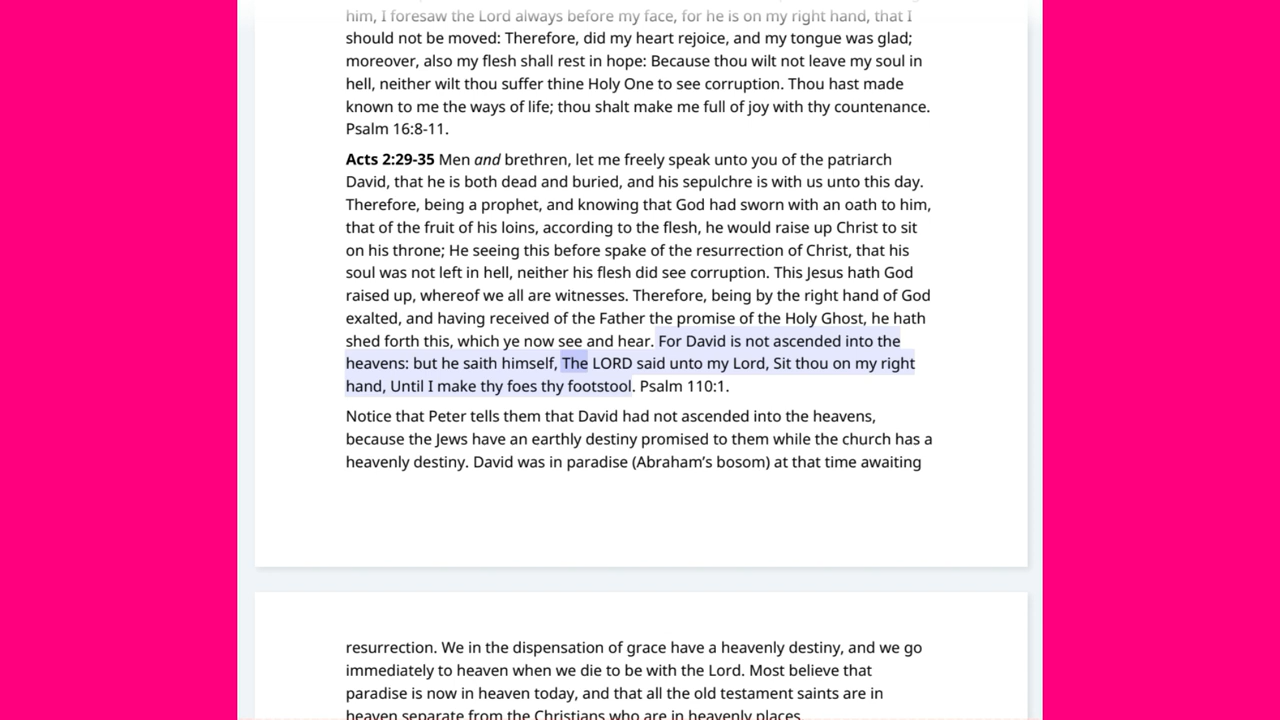 him, I foresaw the Lord always before my face, for he is on my right hand, that I
should not be moved: Therefore, did my heart rejoice, and my tongue was glad;
moreover, also my flesh shall rest in hope: Because thou wilt not leave my soul in
hell, neither wilt thou suffer thine Holy One to see corruption. Thou hast made
known to me the ways of life; thou shalt make me full of joy with thy countenance.
Psalm 16:8-11.
Acts 2:29-35 Men and brethren, let me freely speak unto you of the patriarch
David, that he is both dead and buried, and his sepulchre is with us unto this day.
Therefore, being a prophet, and knowing that God had sworn with an oath to him,
that of the fruit of his loins, according to the flesh, he would raise up Christ to sit
on his throne; He seeing this before spake of the resurrection of Christ, that his
soul was not left in hell, neither his flesh did see corruption. This Jesus hath God
raised up, whereof we all are witnesses. Therefore, being by the right hand of God
exalted, and having received of the Father the promise of the Holy Ghost, he hath
shed forth this, which ye now see and hear. For David is not ascended into the
heavens: but he saith himself, The LORD said unto my Lord, Sit thou on my right
hand, Until I make thy foes thy footstool. Psalm 110:1.
Notice that Peter tells them that David had not ascended into the heavens,
because the Jews have an earthly destiny promised to them while the church has a
heavenly destiny. David was in paradise (Abraham’s bosom) at that time awaiting
resurrection. We in the dispensation of grace have a heavenly destiny, and we go
immediately to heaven when we die to be with the Lord. Most believe that
paradise is now in heaven today, and that all the old testament saints are in
heaven separate from the Christians who are in heavenly places.